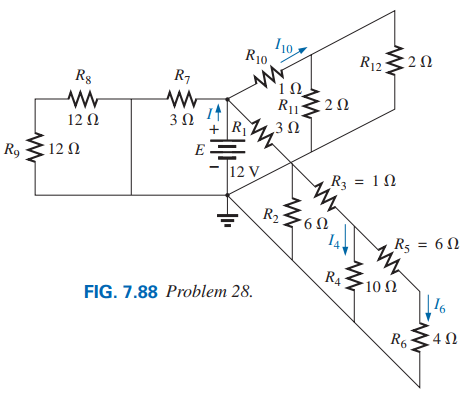 I10
R10
R12
2 Ω
R8
R7
1 Ω
R11
2 Ω
12 Ω
3 Ω
I
R1
3 Ω
R9
12 Ω
+
E
−
12 V
R3 = 1 Ω
R2
6 Ω
I4
R5 = 6 Ω
R4
10 Ω
I6
FIG. 7.88 Problem 28.
R6
4 Ω